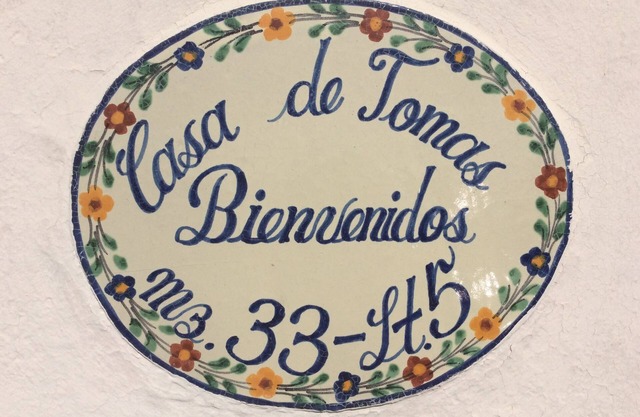 Casa de Tomas
Bienvenidos
mz. 33-Lt.5